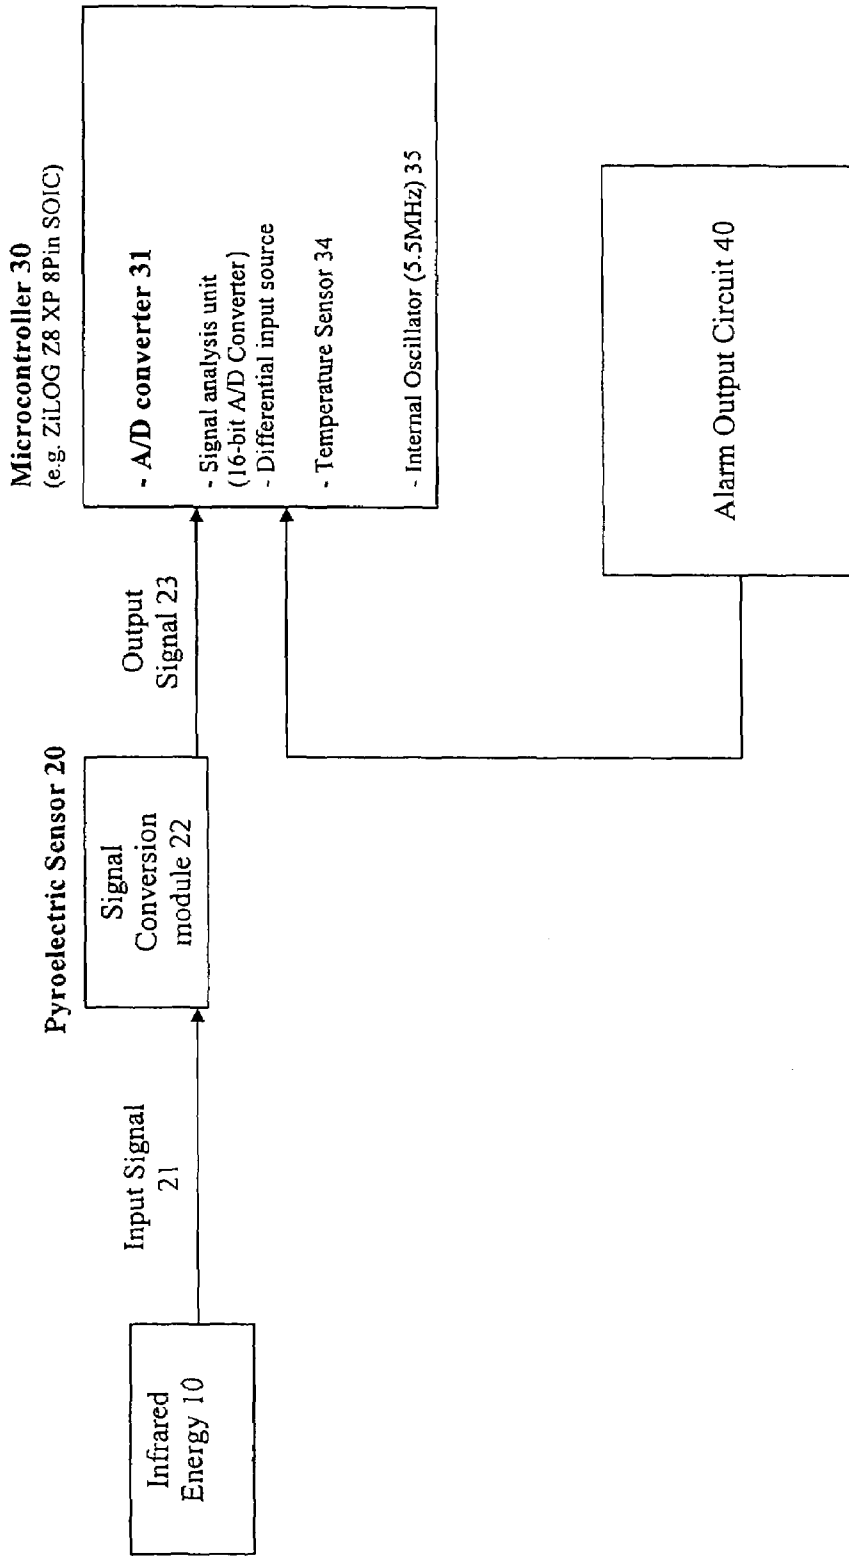 Infrared
Energy 10
Input Signal
21
Pyroelectric Sensor 20
Signal
Conversion
module 22
Output
Signal 23
Microcontroller 30
(e.g. ZiLOG Z8 XP 8Pin SOIC)
- A/D converter 31
- Signal analysis unit
(16-bit A/D Converter)
- Differential input source
- Temperature Sensor 34
- Internal Oscillator (5.5MHz) 35
Alarm Output Circuit 40